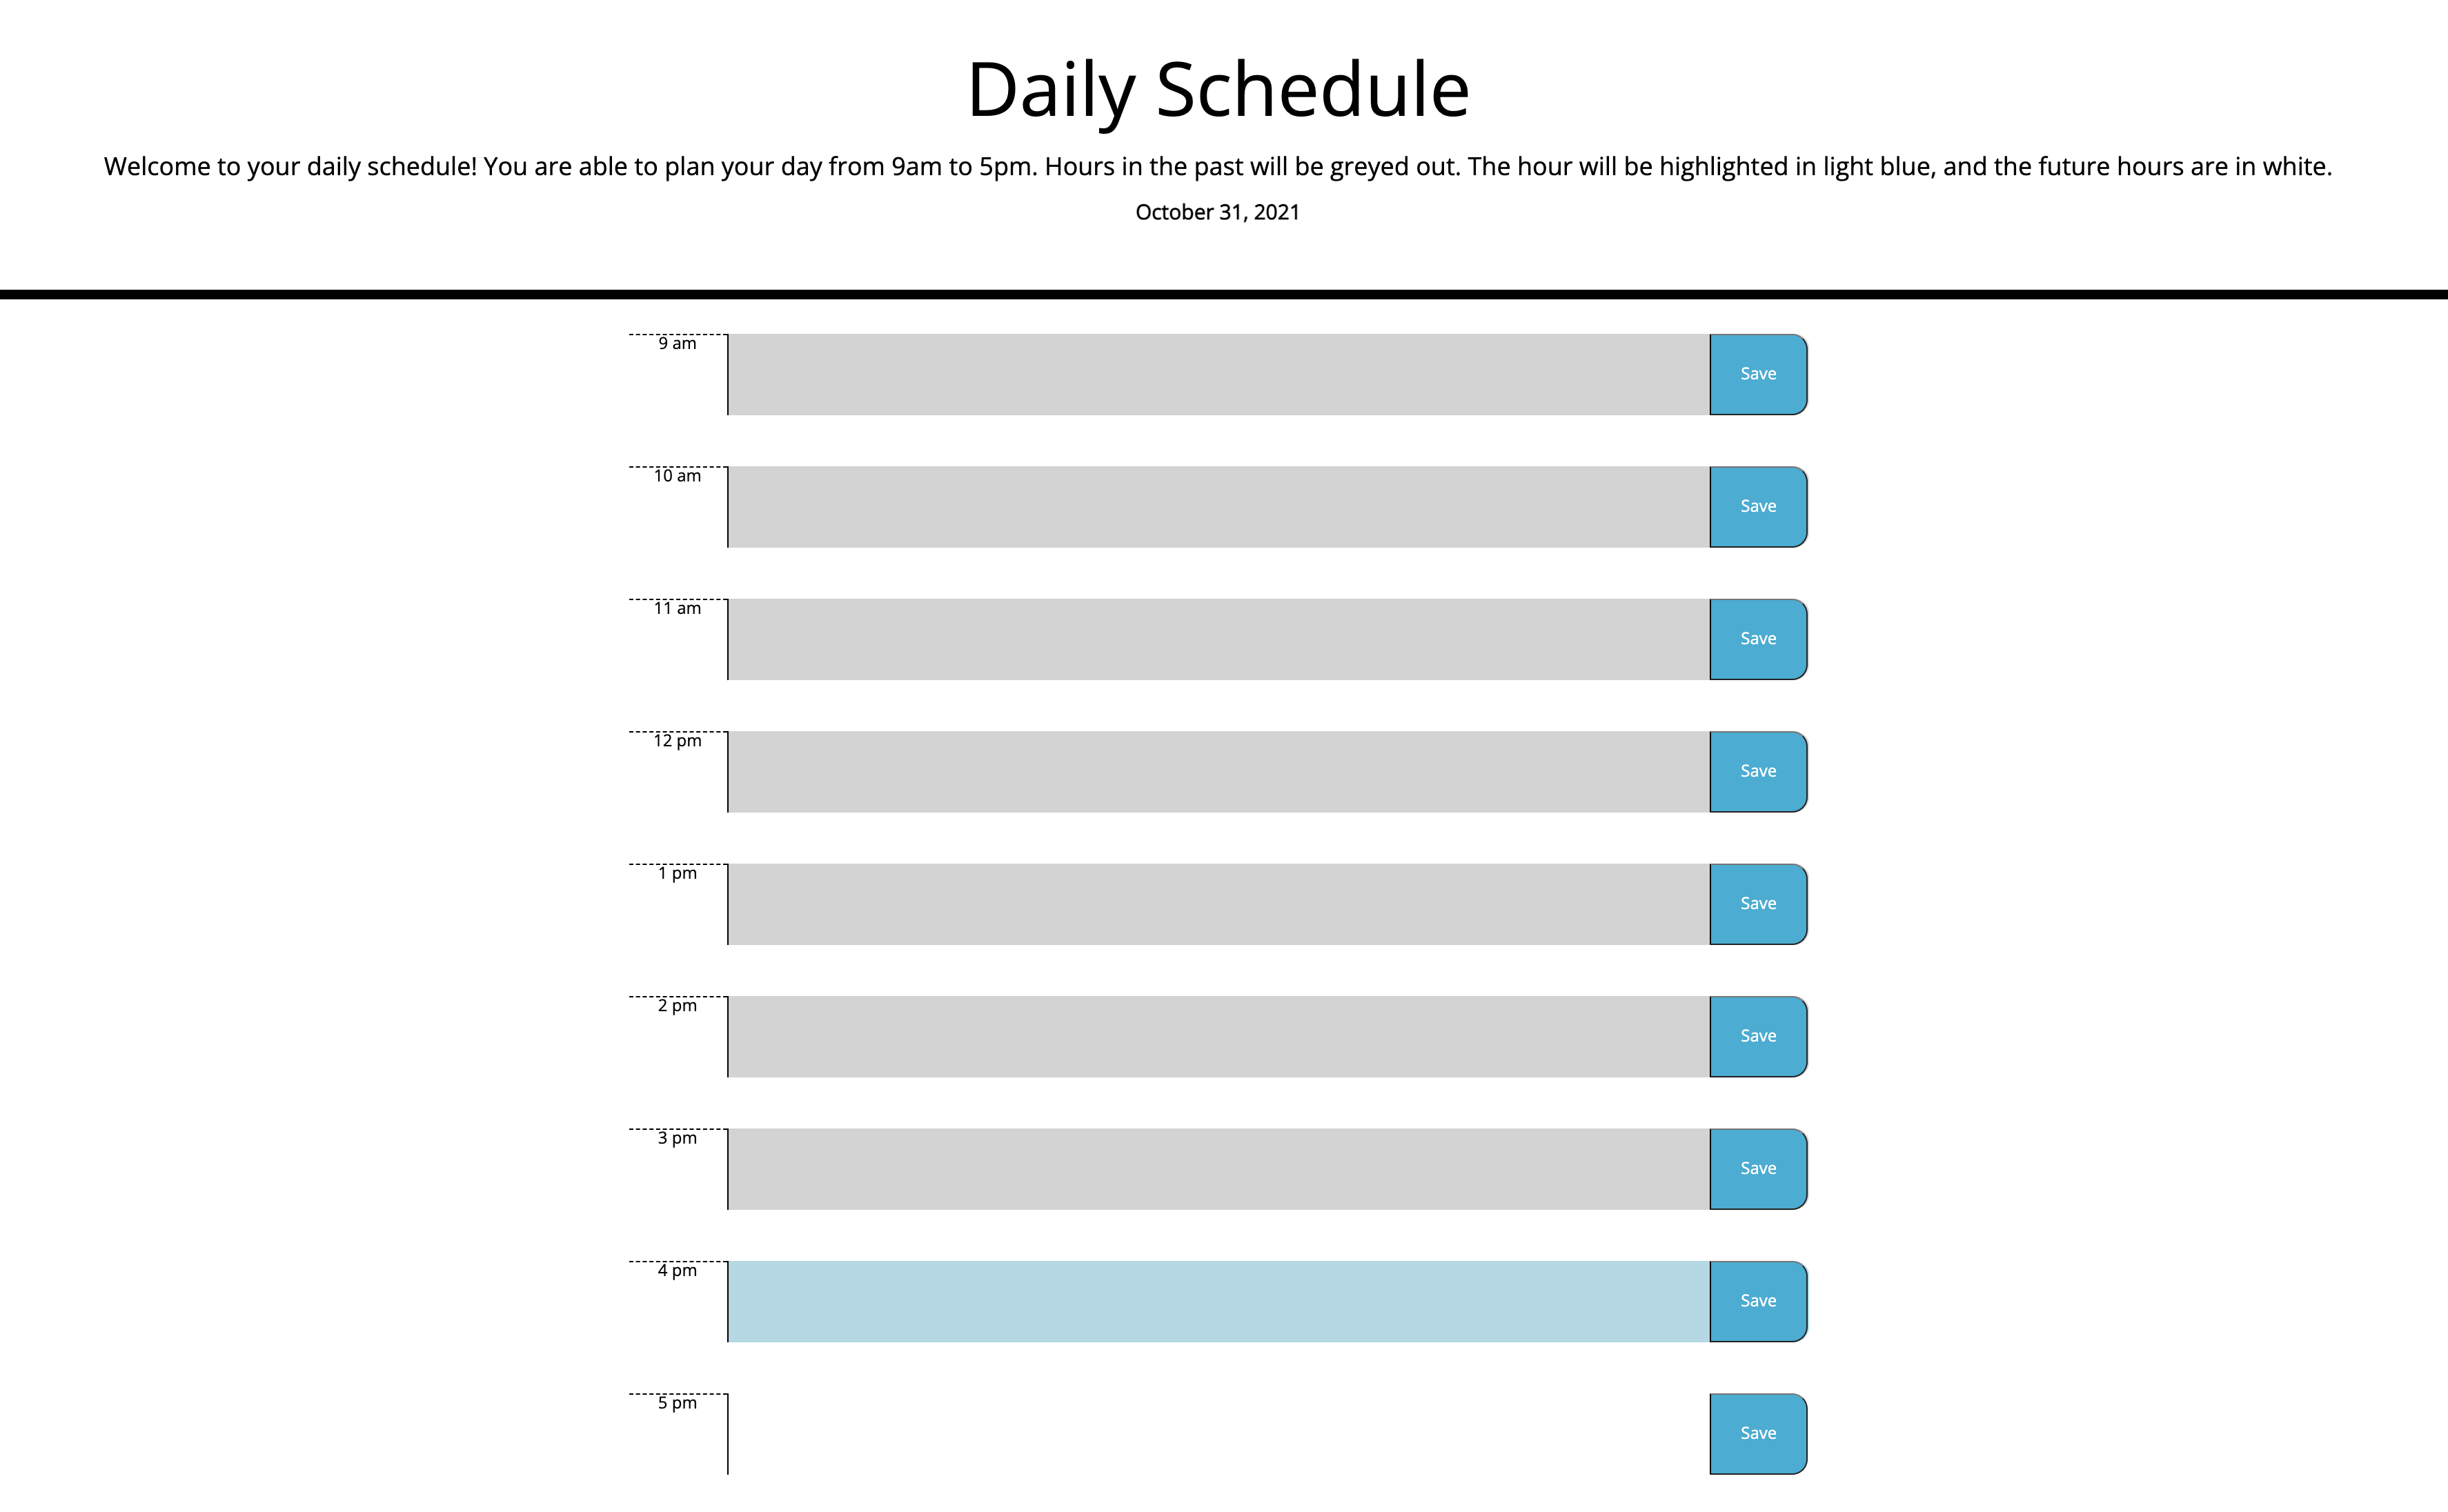 Daily Schedule
Welcome to your daily schedule! You are able to plan your day from 9am to 5pm. Hours in the past will be greyed out. The hour will be highlighted in light blue, and the future hours are in white.
October 31, 2021
9 am
Save
10 am
Save
11 am
Save
12 pm
Save
1 pm
Save
2 pm
Save
3 pm
Save
4 pm
Save
5 pm
Save